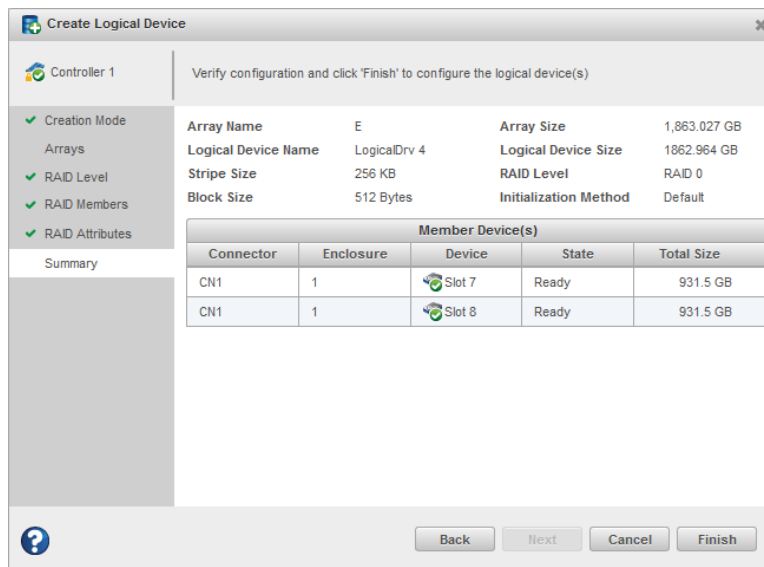 Create Logical Device
Controller 1
Verify configuration and click 'Finish' to configure the logical device(s)
Creation Mode
Arrays
RAID Level
RAID Members
RAID Attributes
Summary
Array Name E Array Size 1,863.027 GB
Logical Device Name LogicalDrv 4 Logical Device Size 1862.964 GB
Stripe Size 256 KB RAID Level RAID 0
Block Size 512 Bytes Initialization Method Default
Member Device(s)
Connector Enclosure Device State Total Size
CN1 1 Slot 7 Ready 931.5 GB
CN1 1 Slot 8 Ready 931.5 GB
? Back Next Cancel Finish